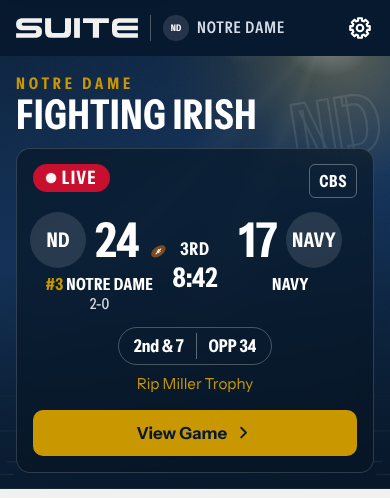 SUITE ND NOTRE DAME
NOTRE DAME
FIGHTING IRISH
ND
LIVE CBS
ND 24 3RD 8:42 17 NAVY
#3 NOTRE DAME NAVY
2-0
2nd & 7 OPP 34
Rip Miller Trophy
View Game